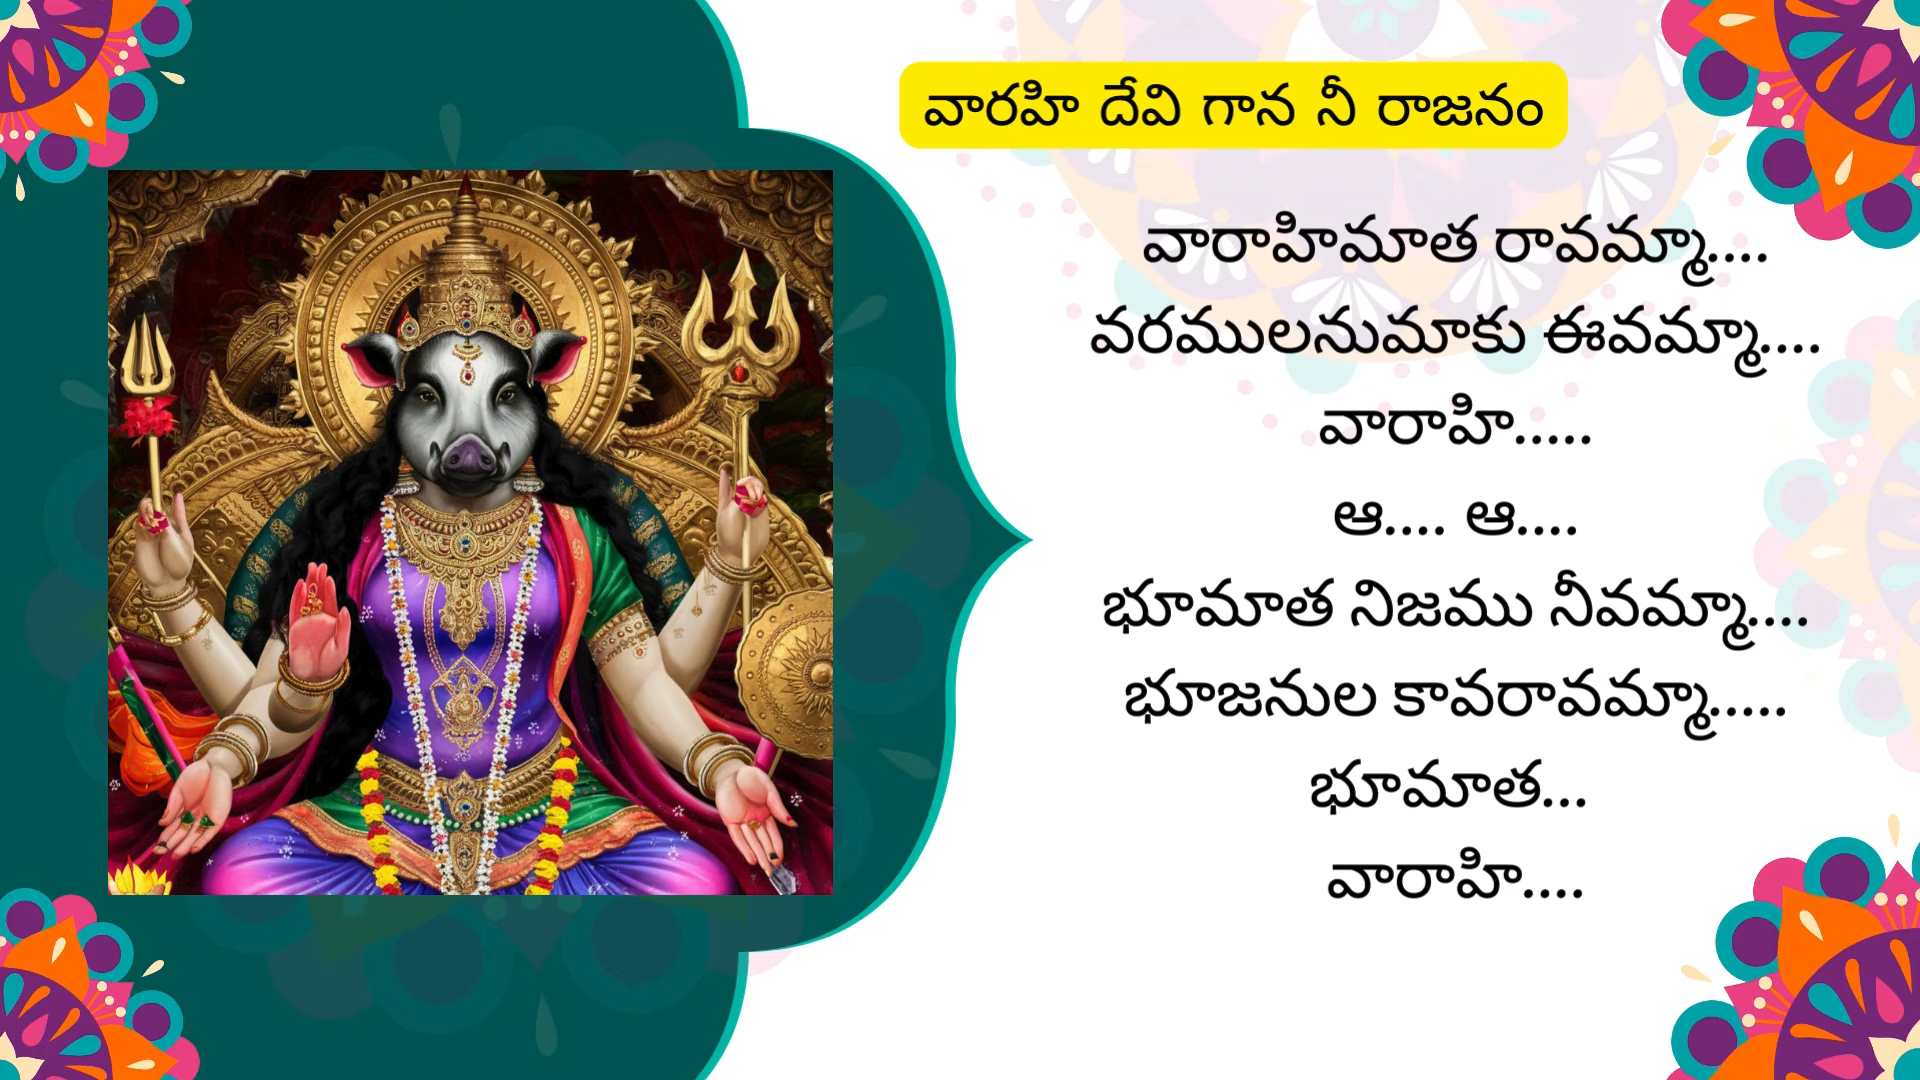 వారహి దేవి గాన నీ రాజనం
వారాహిమాత రావమ్మా....
వరములనుమాకు ఈవమ్మా....
వారాహి.....
ఆ.... ఆ....
భూమాత నిజము నీవమ్మా....
భూజనుల కావరావమ్మా.....
భూమాత...
వారాహి....